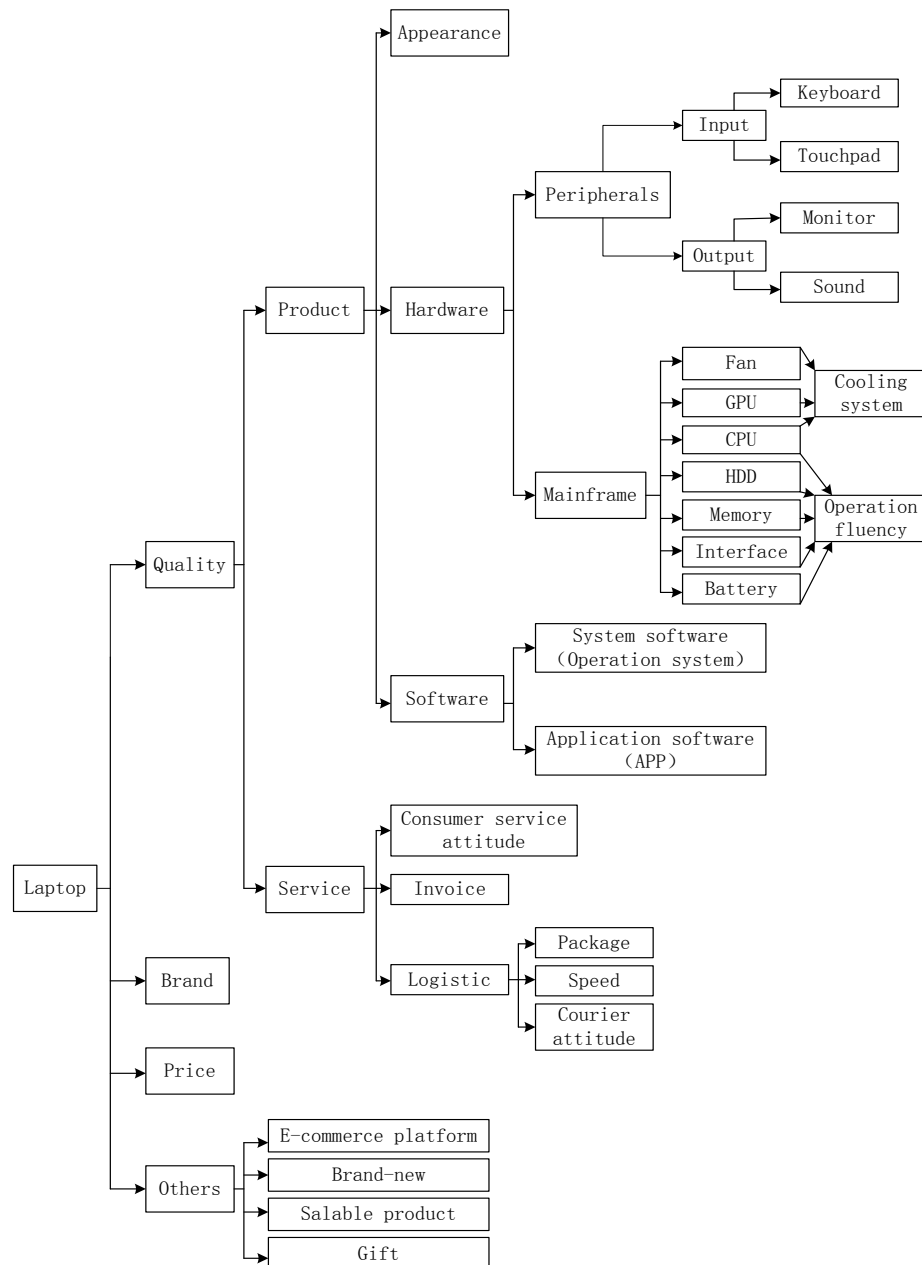 Appearance
Keyboard
Input
Touchpad
Peripherals
Monitor
Output
Sound
Product
Hardware
Fan
Cooling
system
GPU
CPU
HDD
Mainframe
Operation
fluency
Memory
Interface
Battery
Quality
System software
(Operation system)
Software
Application software
(APP)
Consumer service
attitude
Laptop
Service
Invoice
Package
Logistic
Speed
Courier
attitude
Brand
Price
E-commerce platform
Others
Brand-new
Salable product
Gift